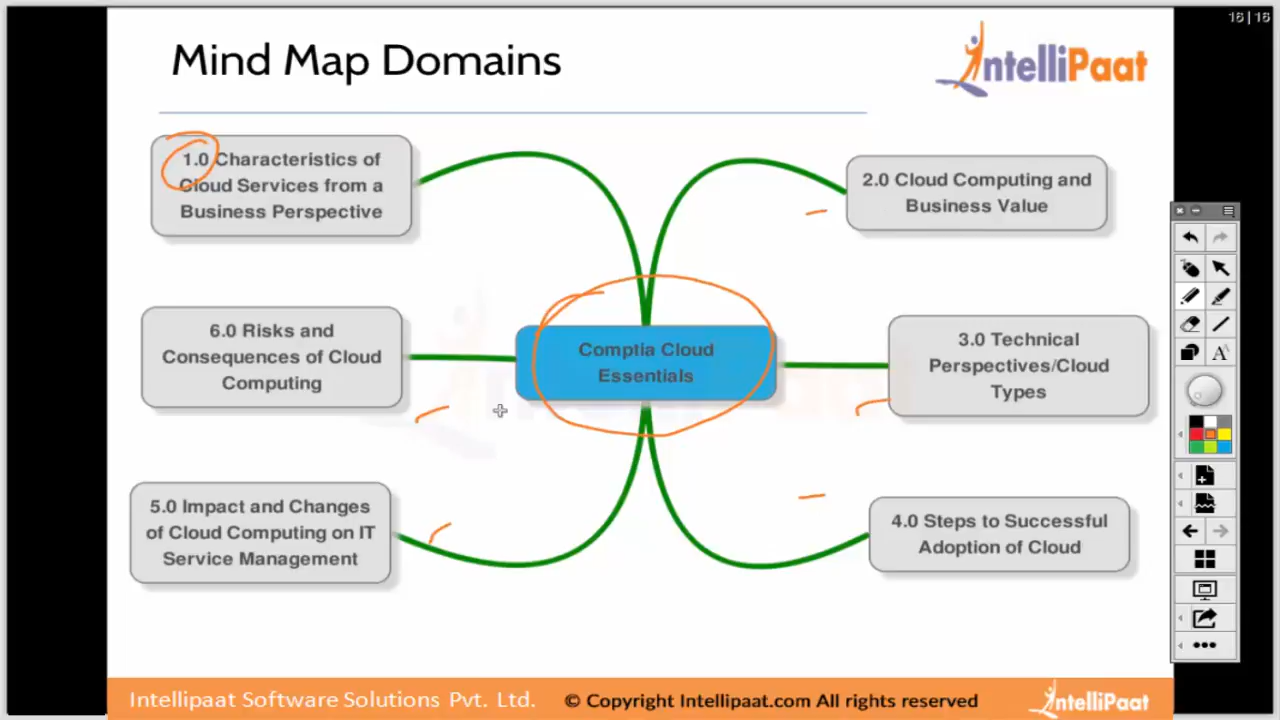 16|16
Mind Map Domains
IntelliPaat
1.0 Characteristics of
Cloud Services from a
Business Perspective
2.0 Cloud Computing and
Business Value
6.0 Risks and
Consequences of Cloud
Computing
Comptia Cloud
Essentials
3.0 Technical
Perspectives/Cloud
Types
5.0 Impact and Changes
of Cloud Computing on IT
Service Management
4.0 Steps to Successful
Adoption of Cloud
A
Intellipaat Software Solutions Pvt. Ltd.
© Copyright Intellipaat.com All rights reserved
IntelliPaat